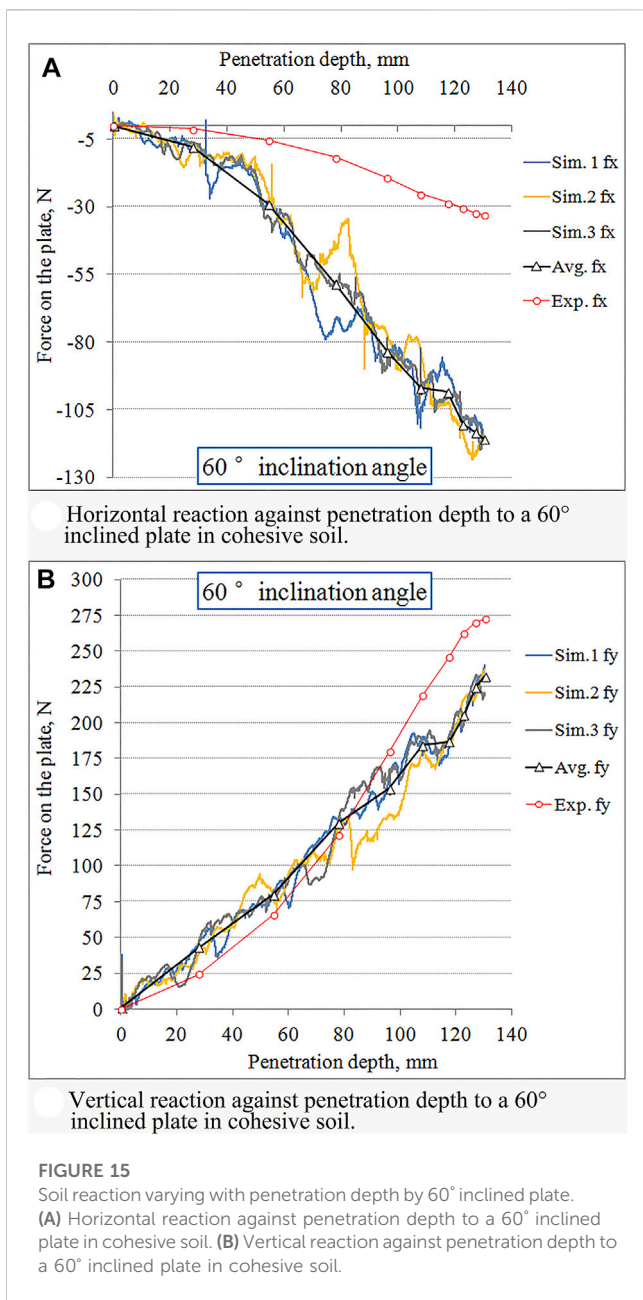 A
Penetration depth, mm
0 20 40 60 80 100 120 140
-5
-30
-55
-80
-105
-130
Force on the plate, N
Sim. 1 fx
Sim.2 fx
Sim.3 fx
Avg. fx
Exp. fx
60 ° inclination angle
Horizontal reaction against penetration depth to a 60°
inclined plate in cohesive soil.
B
60 ° inclination angle
300
275
250
225
200
175
150
125
100
75
50
25
0
Force on the plate, N
Sim.1 fy
Sim.2 fy
Sim.3 fy
Avg. fy
Exp. fy
0 20 40 60 80 100 120 140
Penetration depth, mm
Vertical reaction against penetration depth to a 60°
inclined plate in cohesive soil.
FIGURE 15
Soil reaction varying with penetration depth by 60° inclined plate.
(A) Horizontal reaction against penetration depth to a 60° inclined
plate in cohesive soil. (B) Vertical reaction against penetration depth to
a 60° inclined plate in cohesive soil.